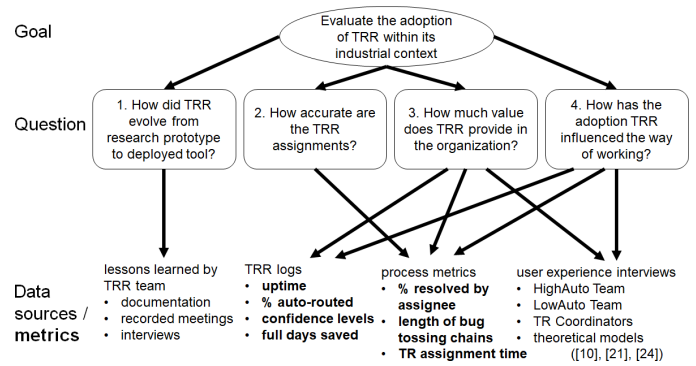 Goal
Evaluate the adoption
of TRR within its
industrial context
Question
1. How did TRR
evolve from
research prototype
to deployed tool?
2. How accurate are
the TRR
assignments?
3. How much value
does TRR provide in
the organization?
4. How has the
adoption TRR
influenced the way
of working?
Data
sources /
metrics
lessons learned by
TRR team
• documentation
• recorded meetings
• interviews
TRR logs
• uptime
• % auto-routed
• confidence levels
• full days saved
process metrics
• % resolved by
assignee
• length of bug
tossing chains
• TR assignment time
user experience interviews
• HighAuto Team
• LowAuto Team
• TR Coordinators
• theoretical models
([10], [21], [24])